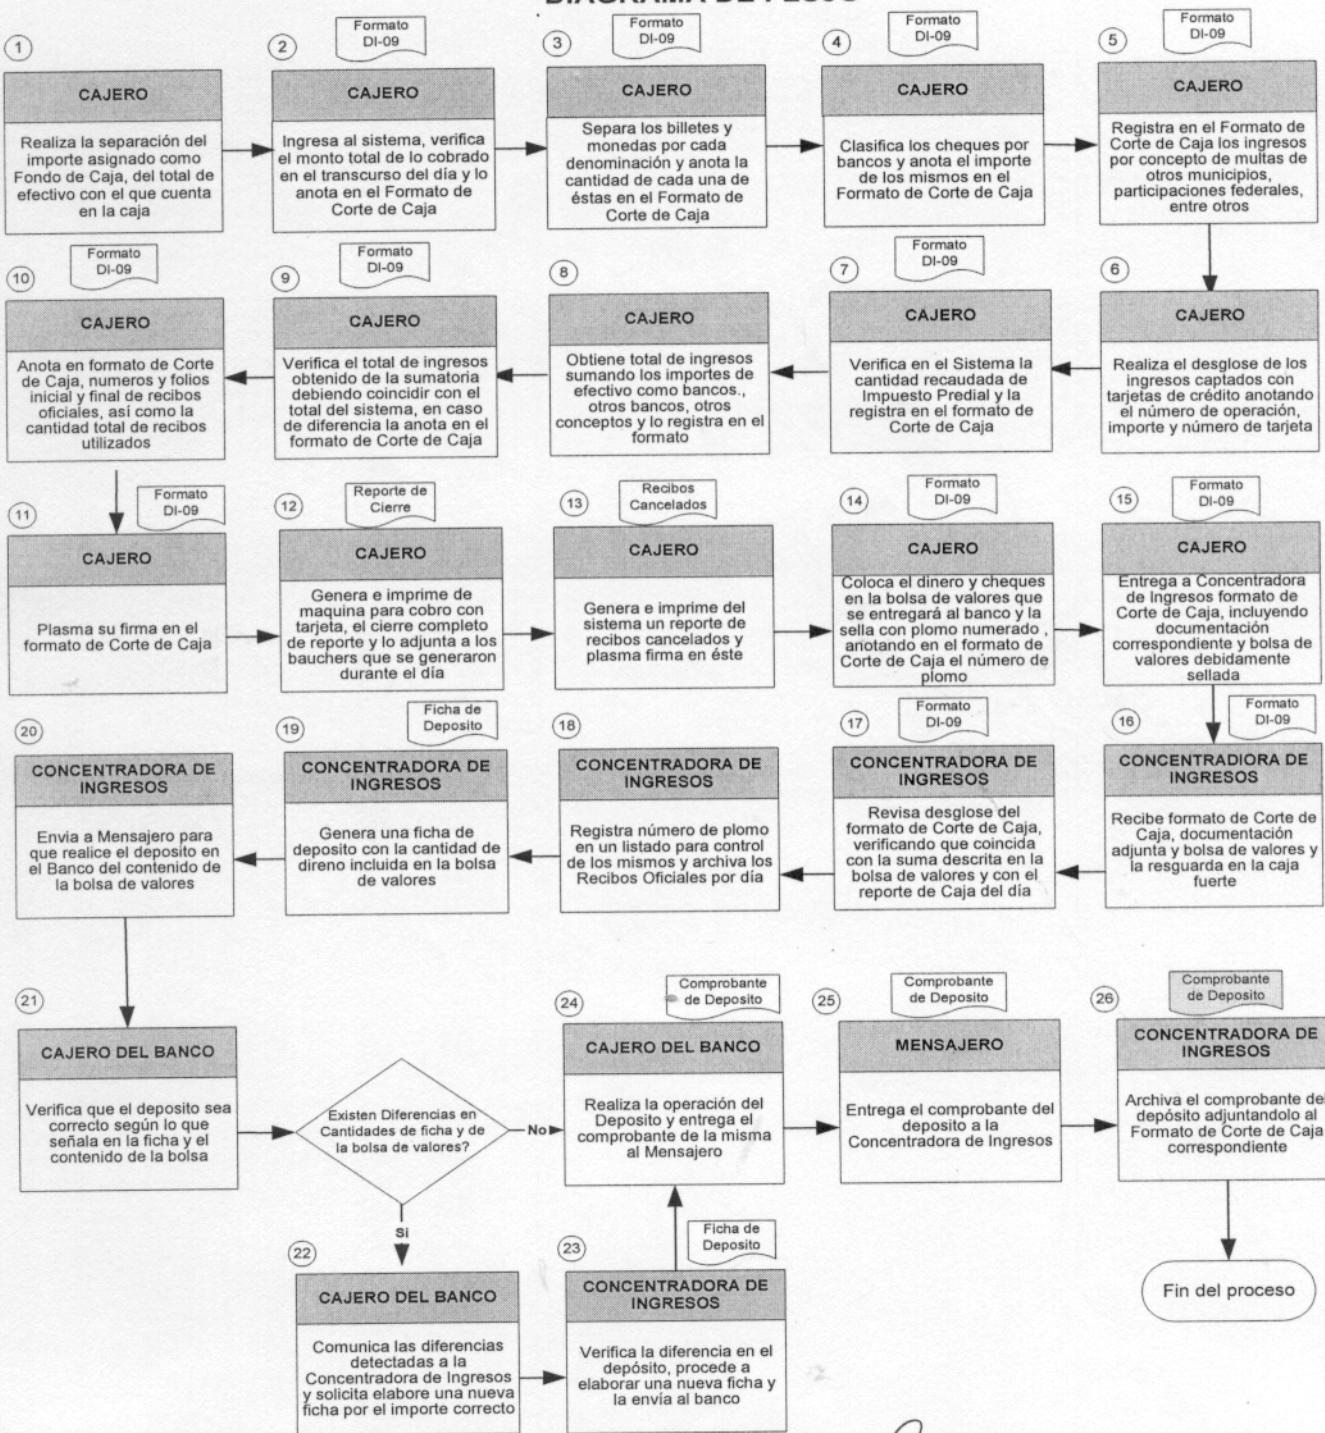 DIAGRAMA DE FLUJO
1
Formato
DI-09
CAJERO
Realiza la separación del
importe asignado como
Fondo de Caja, del total de
efectivo con el que cuenta
en la caja
2
CAJERO
Ingresa al sistema, verifica
el monto total de lo cobrado
en el transcurso del día y lo
anota en el Formato de
Corte de Caja
3
Formato
DI-09
CAJERO
Separa los billetes y
monedas por cada
denominación y anota la
cantidad de cada una de
éstas en el Formato de
Corte de Caja
4
Formato
DI-09
CAJERO
Clasifica los cheques por
bancos y anota el importe
de los mismos en el
Formato de Corte de Caja
5
Formato
DI-09
CAJERO
Registra en el Formato de
Corte de Caja los ingresos
por concepto de multas de
otros municipios,
participaciones federales,
entre otros
6
CAJERO
Realiza el desglose de los
ingresos captados con
tarjetas de crédito anotando
el número de operación,
importe y número de tarjeta
7
Formato
DI-09
CAJERO
Verifica en el Sistema la
cantidad recaudada de
Impuesto Predial y la
registra en el formato de
Corte de Caja
8
CAJERO
Obtiene total de ingresos
sumando los importes de
efectivo como bancos.,
otros bancos, otros
conceptos y lo registra en el
formato
9
Formato
DI-09
CAJERO
Verifica el total de ingresos
obtenido de la sumatoria
debiendo coincidir con el
total del sistema, en caso
de diferencia la anota en el
formato de Corte de Caja
10
Formato
DI-09
CAJERO
Anota en formato de Corte
de Caja, numeros y folios
inicial y final de recibos
oficiales, así como la
cantidad total de recibos
utilizados
11
Formato
DI-09
CAJERO
Plasma su firma en el
formato de Corte de Caja
12
Reporte de
Cierre
CAJERO
Genera e imprime de
maquina para cobro con
tarjeta, el cierre completo
de reporte y lo adjunta a los
bauchers que se generaron
durante el día
13
Recibos
Cancelados
CAJERO
Genera e imprime del
sistema un reporte de
recibos cancelados y
plasma firma en éste
14
Formato
DI-09
CAJERO
Coloca el dinero y cheques
en la bolsa de valores que
se entregará al banco y la
sella con plomo numerado ,
anotando en el formato de
Corte de Caja el número de
plomo
15
Formato
DI-09
CAJERO
Entrega a Concentradora
de Ingresos formato de
Corte de Caja, incluyendo
documentación
correspondiente y bolsa de
valores debidamente
sellada
16
Formato
DI-09
CONCENTRADIORA DE
INGRESOS
Recibe formato de Corte de
Caja, documentación
adjunta y bolsa de valores y
la resguarda en la caja
fuerte
17
Formato
DI-09
CONCENTRADORA DE
INGRESOS
Revisa desglose del
formato de Corte de Caja,
verificando que coincida
con la suma descrita en la
bolsa de valores y con el
reporte de Caja del día
18
CONCENTRADORA DE
INGRESOS
Registra número de plomo
en un listado para control
de los mismos y archiva los
Recibos Oficiales por día
19
Ficha de
Deposito
CONCENTRADORA DE
INGRESOS
Genera una ficha de
deposito con la cantidad de
direno incluida en la bolsa
de valores
20
CONCENTRADORA DE
INGRESOS
Envia a Mensajero para
que realice el deposito en
el Banco del contenido de
la bolsa de valores
21
CAJERO DEL BANCO
Verifica que el deposito sea
correcto según lo que
señala en la ficha y el
contenido de la bolsa
Existen Diferencias en
Cantidades de ficha y de
la bolsa de valores?
No
Si
22
CAJERO DEL BANCO
Comunica las diferencias
detectadas a la
Concentradora de Ingresos
y solicita elabore una nueva
ficha por el importe correcto
23
Ficha de
Deposito
CONCENTRADORA DE
INGRESOS
Verifica la diferencia en el
depósito, procede a
elaborar una nueva ficha y
la envía al banco
24
Comprobante
de Deposito
CAJERO DEL BANCO
Realiza la operación del
Deposito y entrega el
comprobante de la misma
al Mensajero
25
Comprobante
de Deposito
MENSAJERO
Entrega el comprobante del
deposito a la
Concentradora de Ingresos
26
Comprobante
de Deposito
CONCENTRADORA DE
INGRESOS
Archiva el comprobante del
depósito adjuntandolo al
Formato de Corte de Caja
correspondiente
Fin del proceso